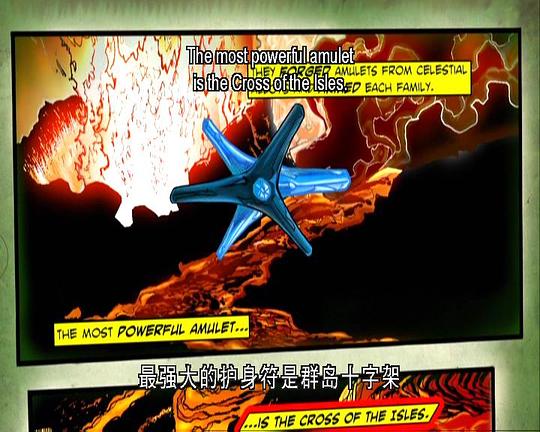 The most powerful amulet
is the Cross of the Isles.
THEY FORGED AMULETS FROM CELESTIAL
EACH FAMILY.
THE MOST POWERFUL AMULET...
最强大的护身符是群岛十字架
...IS THE CROSS OF THE ISLES.